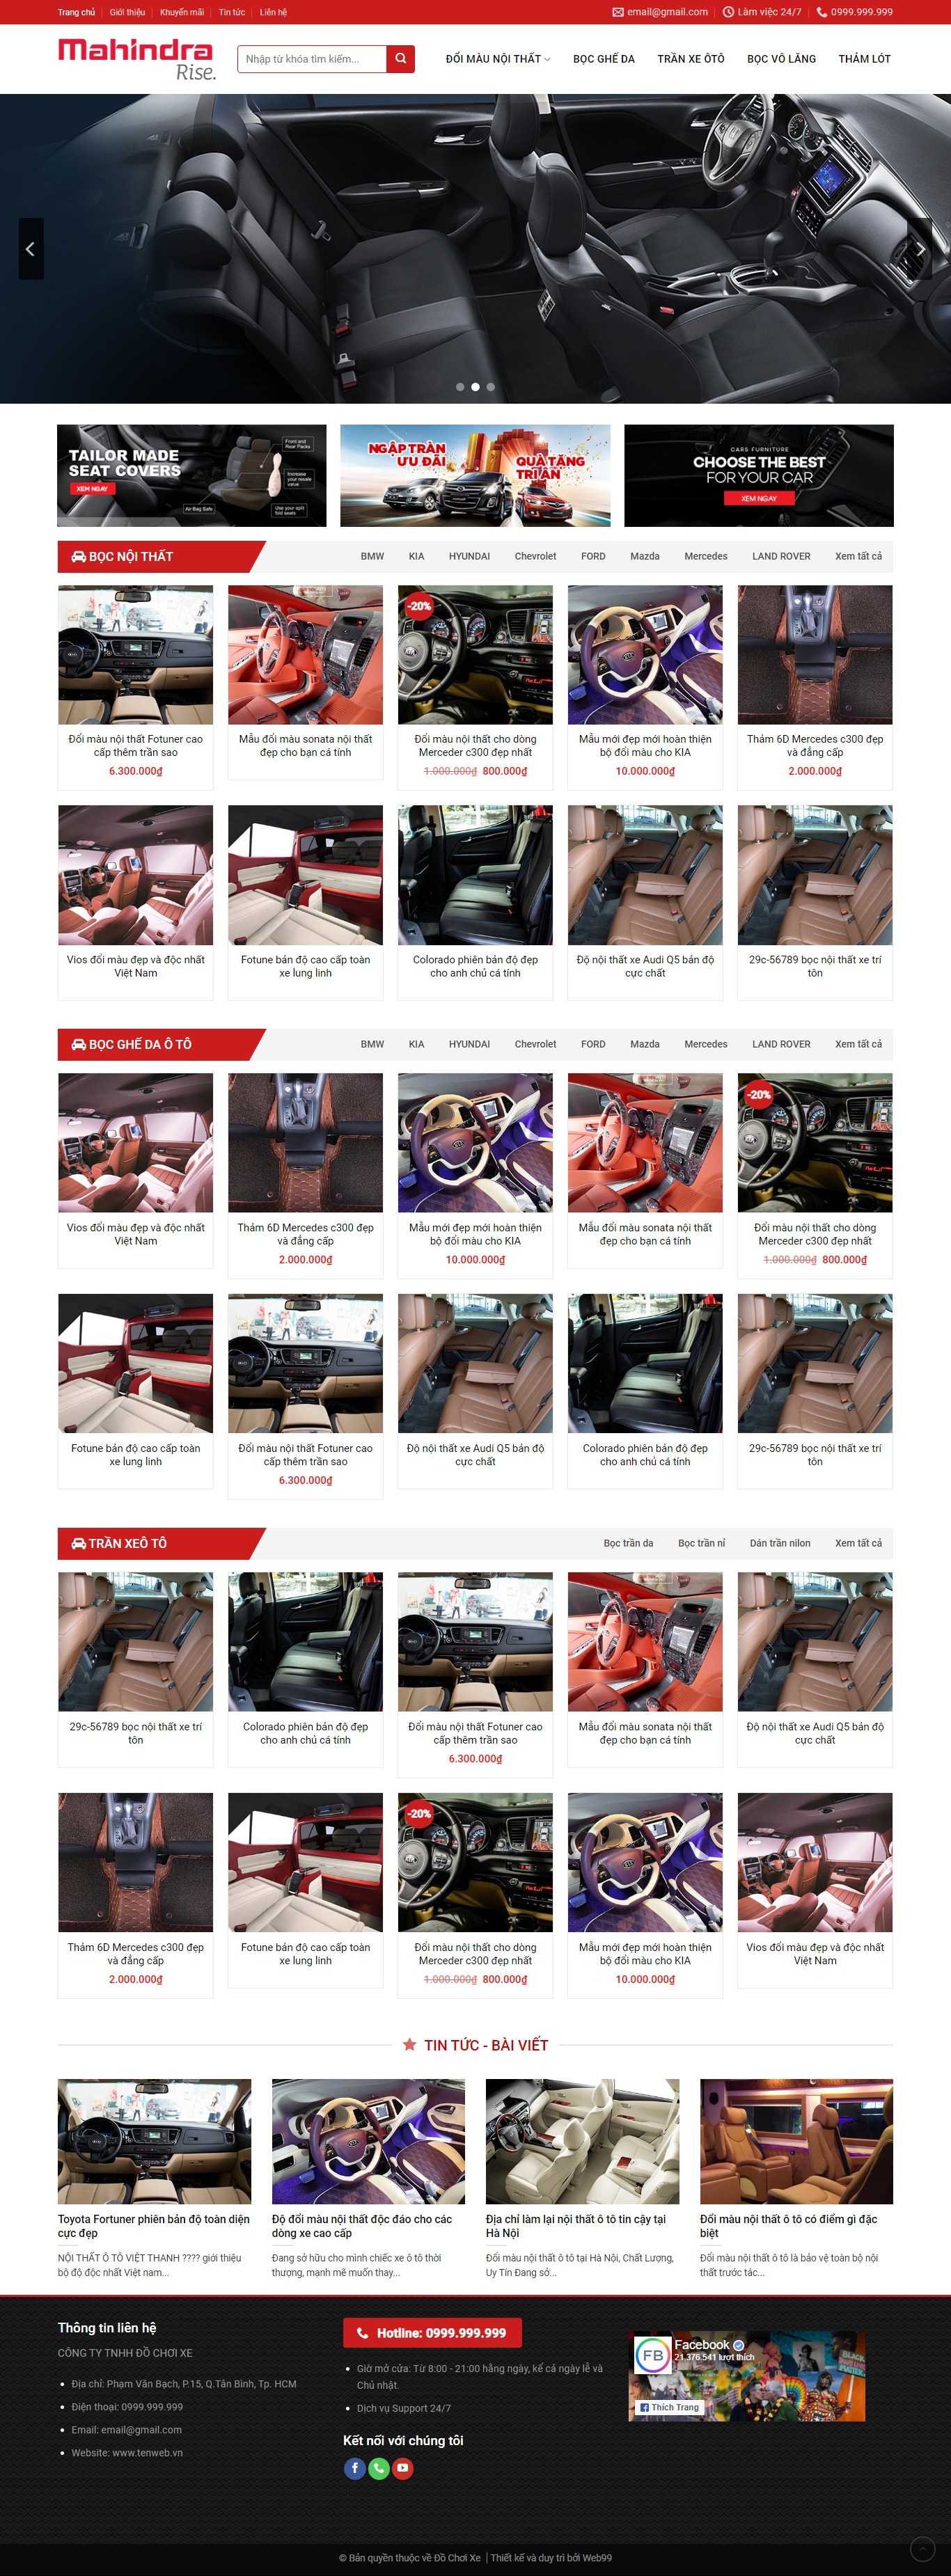 Trang chủ Giới thiệu Khuyến mãi Tin tức Liên hệ email@gmail.com Làm việc 24/7 0999.999.999
Mahindra
Rise.
Nhập từ khóa tìm kiếm...
ĐỔI MÀU NỘI THẤT BỌC GHẾ DA TRẦN XE ÔTÔ BỌC VÔ LĂNG THẢM LÓT
TAILOR MADE
SEAT COVERS
XEM NGAY
Front and
Rear Packs
Increase
your resale
value
Air Bag Safe
Use your split
fold seats
NGẬP TRÀN
ƯU ĐÃI
QUÀ TẶNG
TRI ÂN
CARS FURNITURE
CHOOSE THE BEST
FOR YOUR CAR
XEM NGAY
BỌC NỘI THẤT
BMW KIA HYUNDAI Chevrolet FORD Mazda Mercedes LAND ROVER Xem tất cả
Đổi màu nội thất Fotuner cao
cấp thêm trần sao
6.300.000₫
Mẫu đổi màu sonata nội thất
đẹp cho bạn cá tính
-20%
Đổi màu nội thất cho dòng
Merceder c300 đẹp nhất
1.000.000₫ 800.000₫
Mẫu mới đẹp mới hoàn thiện
bộ đổi màu cho KIA
10.000.000₫
Thảm 6D Mercedes c300 đẹp
và đẳng cấp
2.000.000₫
Vios đổi màu đẹp và độc nhất
Việt Nam
Fotune bản độ cao cấp toàn
xe lung linh
Colorado phiên bản độ đẹp
cho anh chủ cá tính
Độ nội thất xe Audi Q5 bản độ
cực chất
29c-56789 bọc nội thất xe trí
tôn
BỌC GHẾ DA Ô TÔ
BMW KIA HYUNDAI Chevrolet FORD Mazda Mercedes LAND ROVER Xem tất cả
Vios đổi màu đẹp và độc nhất
Việt Nam
Thảm 6D Mercedes c300 đẹp
và đẳng cấp
2.000.000₫
Mẫu mới đẹp mới hoàn thiện
bộ đổi màu cho KIA
10.000.000₫
Mẫu đổi màu sonata nội thất
đẹp cho bạn cá tính
-20%
Đổi màu nội thất cho dòng
Merceder c300 đẹp nhất
1.000.000₫ 800.000₫
Fotune bản độ cao cấp toàn
xe lung linh
Đổi màu nội thất Fotuner cao
cấp thêm trần sao
6.300.000₫
Độ nội thất xe Audi Q5 bản độ
cực chất
Colorado phiên bản độ đẹp
cho anh chủ cá tính
29c-56789 bọc nội thất xe trí
tôn
TRẦN XEÔ TÔ
Bọc trần da Bọc trần nỉ Dán trần nilon Xem tất cả
29c-56789 bọc nội thất xe trí
tôn
Colorado phiên bản độ đẹp
cho anh chủ cá tính
Đổi màu nội thất Fotuner cao
cấp thêm trần sao
6.300.000₫
Mẫu đổi màu sonata nội thất
đẹp cho bạn cá tính
Độ nội thất xe Audi Q5 bản độ
cực chất
Thảm 6D Mercedes c300 đẹp
và đẳng cấp
2.000.000₫
Fotune bản độ cao cấp toàn
xe lung linh
-20%
Đổi màu nội thất cho dòng
Merceder c300 đẹp nhất
1.000.000₫ 800.000₫
Mẫu mới đẹp mới hoàn thiện
bộ đổi màu cho KIA
10.000.000₫
Vios đổi màu đẹp và độc nhất
Việt Nam
TIN TỨC - BÀI VIẾT
Toyota Fortuner phiên bản độ toàn diện
cực đẹp
NỘI THẤT Ô TÔ VIỆT THANH ???? giới thiệu
bộ độ độc nhất Việt nam...
Độ đổi màu nội thất độc đáo cho các
dòng xe cao cấp
Đang sở hữu cho mình chiếc xe ô tô thời
thượng, mạnh mẽ muốn thay...
Địa chỉ làm lại nội thất ô tô tin cậy tại
Hà Nội
Đổi màu nội thất ô tô tại Hà Nội, Chất Lượng,
Uy Tín Đang sở...
Đổi màu nội thất ô tô có điểm gì đặc
biệt
Đổi màu nội thất ô tô là bảo vệ toàn bộ nội
thất trước tác...
Thông tin liên hệ
CÔNG TY TNHH ĐỒ CHƠI XE
Địa chỉ: Phạm Văn Bạch, P.15, Q.Tân Bình, Tp. HCM
Điện thoại: 0999.999.999
Email: email@gmail.com
Website: www.tenweb.vn
Hotline: 0999.999.999
Giờ mở cửa: Từ 8:00 - 21:00 hằng ngày, kể cả ngày lễ và
Chủ nhật.
Dịch vụ Support 24/7
Kết nối với chúng tôi
FB
Facebook
21.376.541 lượt thích
Thích Trang
BLACK
LIVES
MATTER
© Bản quyền thuộc về Đồ Chơi Xe | Thiết kế và duy trì bởi Web99